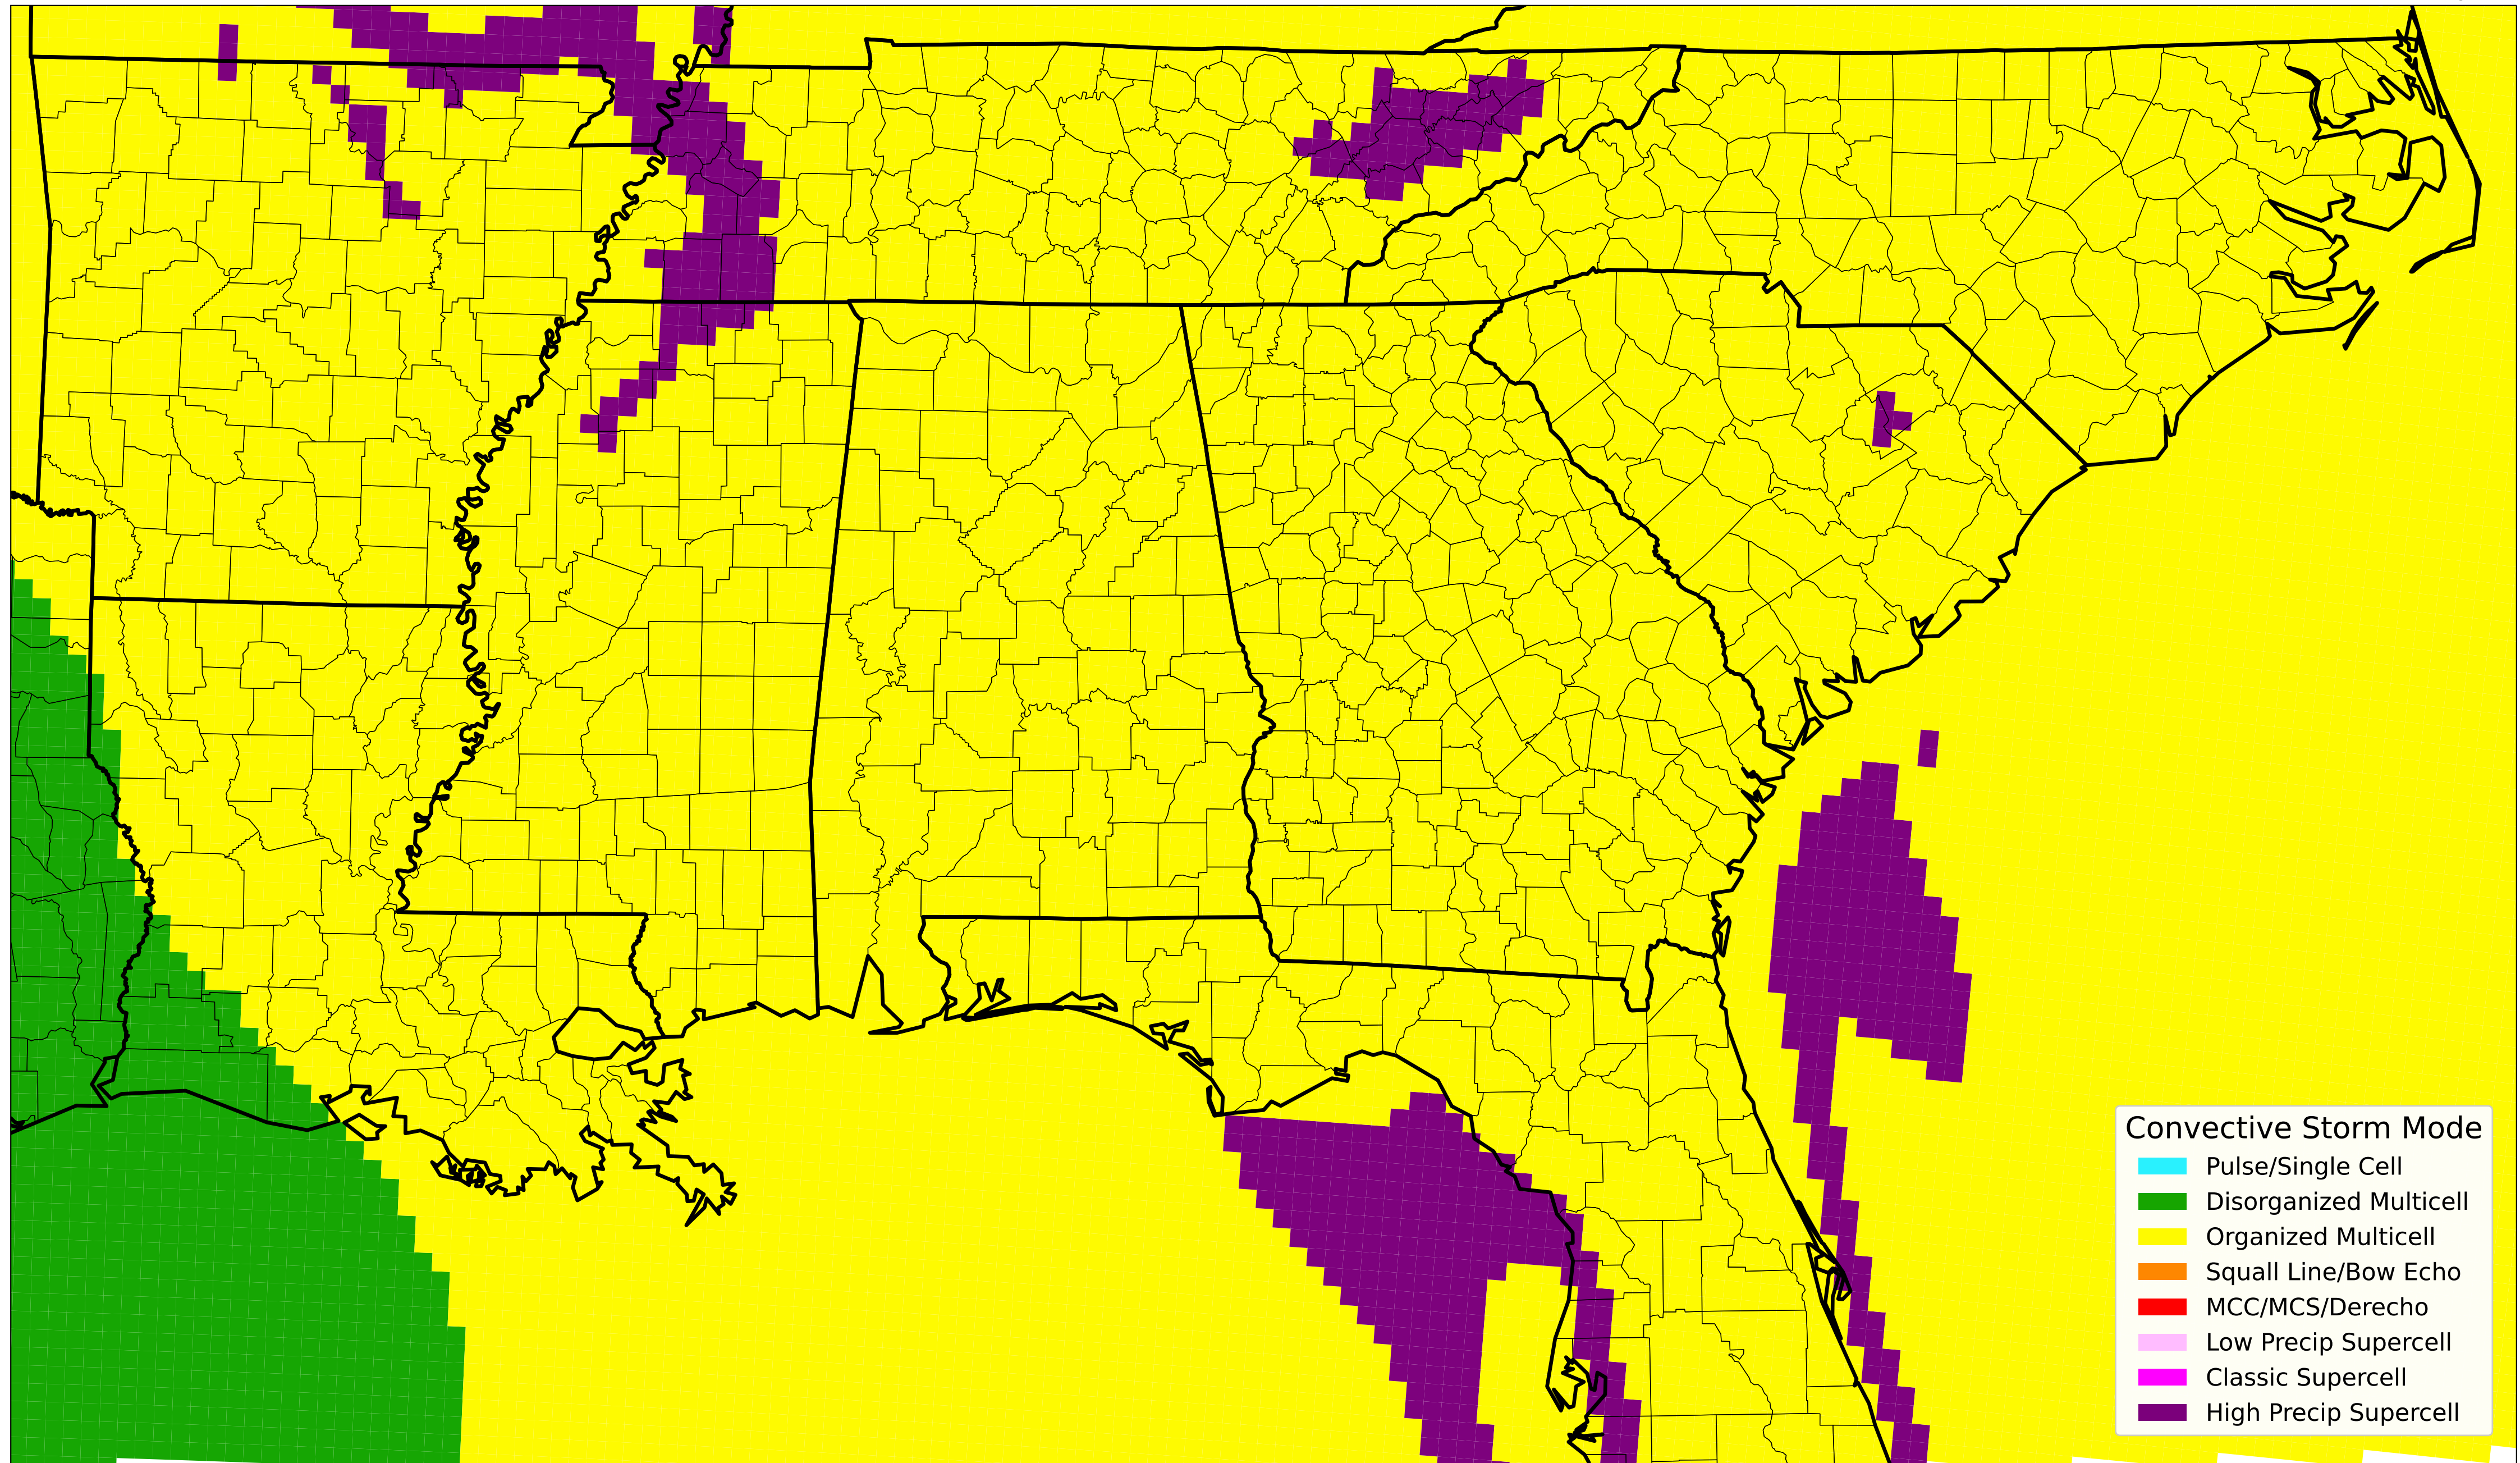 Convective Storm Mode
Pulse/Single Cell
Disorganized Multicell
Organized Multicell
Squall Line/Bow Echo
MCC/MCS/Derecho
Low Precip Supercell
Classic Supercell
High Precip Supercell